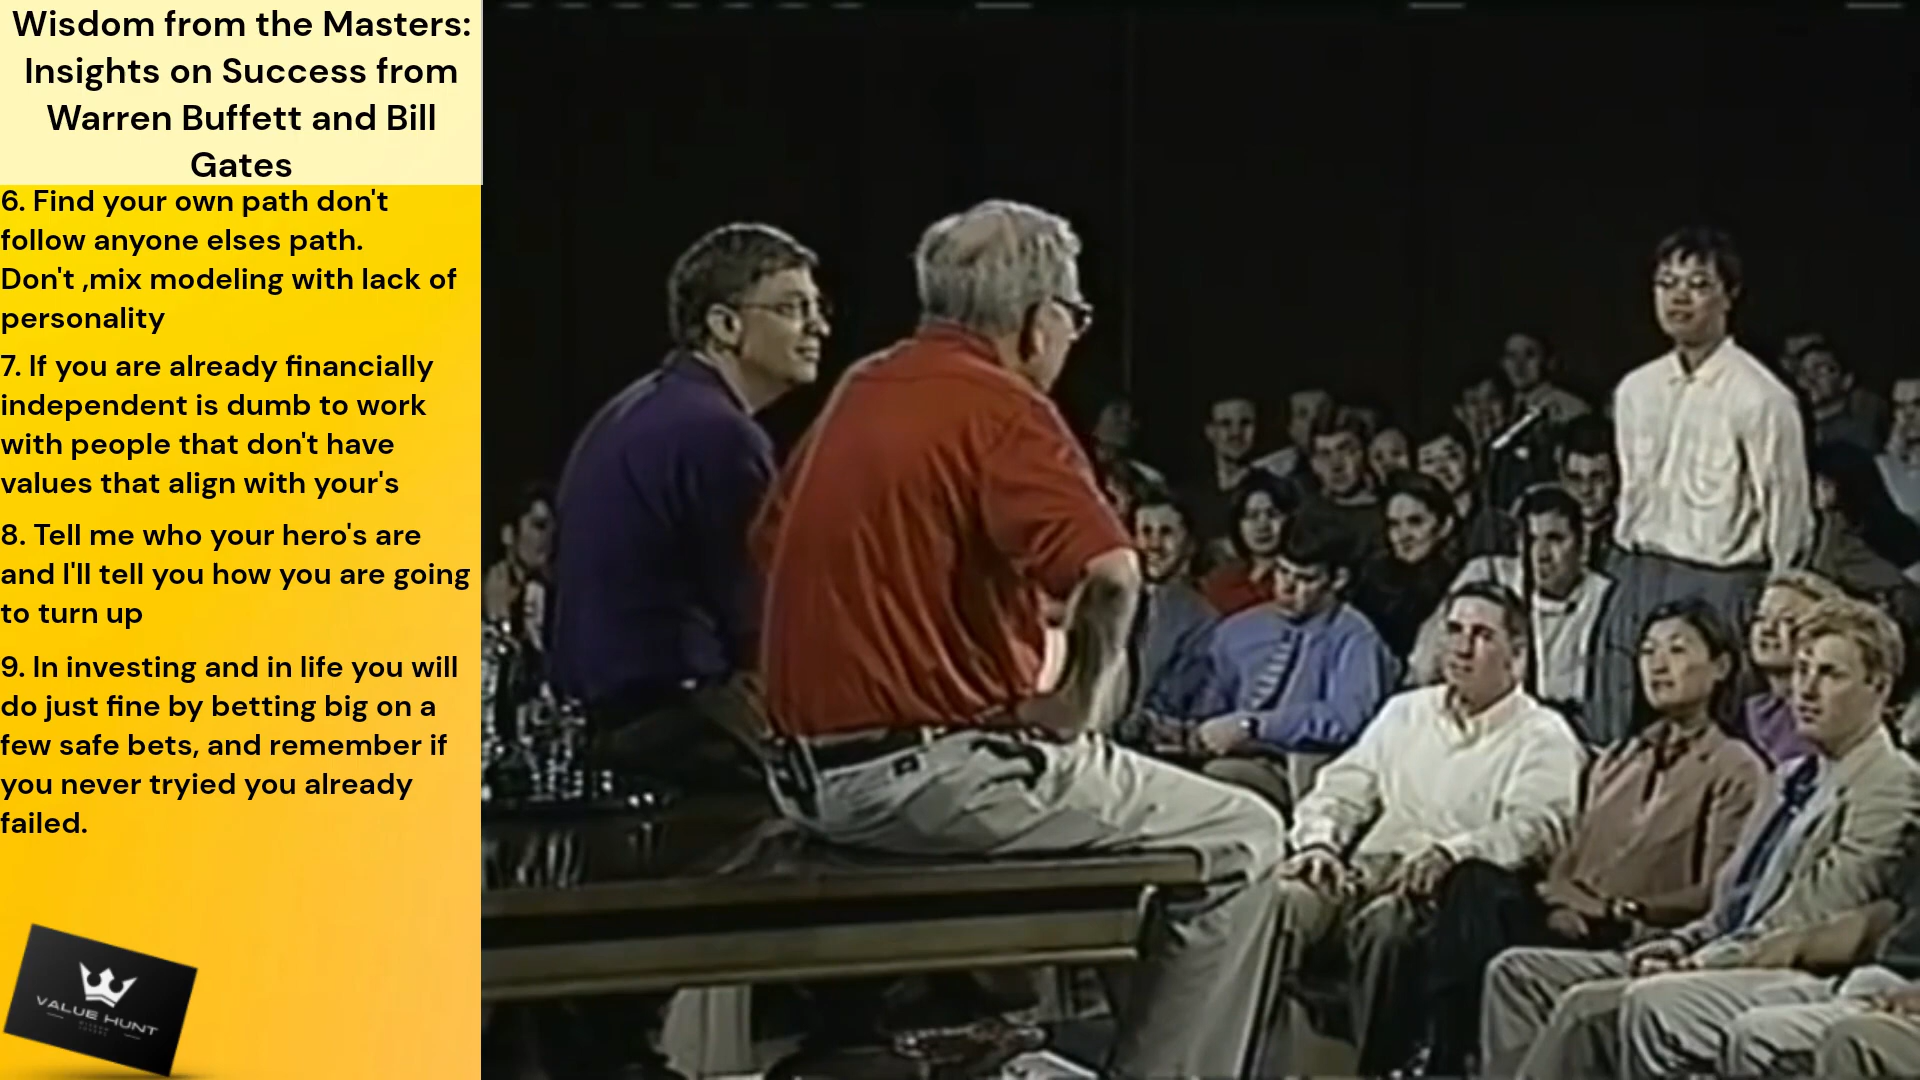 Wisdom from the Masters:
Insights on Success from
Warren Buffett and Bill
Gates
6. Find your own path don't
follow anyone elses path.
Don't ,mix modeling with lack of
personality
7. If you are already financially
independent is dumb to work
with people that don't have
values that align with your's
8. Tell me who your hero's are
and I'll tell you how you are going
to turn up
9. In investing and in life you will
do just fine by betting big on a
few safe bets, and remember if
you never tryied you already
failed.
VALUE HUNT